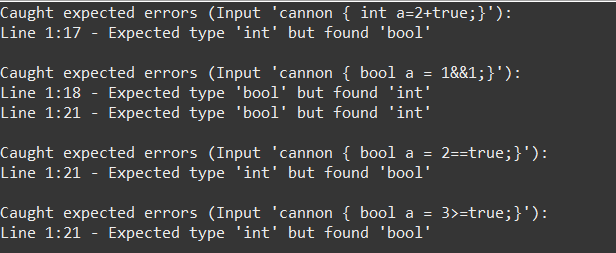 Caught expected errors (Input 'cannon { int a=2+true;}'):
Line 1:17 - Expected type 'int' but found 'bool'
Caught expected errors (Input 'cannon { bool a = 1&&1;}'):
Line 1:18 - Expected type 'bool' but found 'int'
Line 1:21 - Expected type 'bool' but found 'int'
Caught expected errors (Input 'cannon { bool a = 2==true;}'):
Line 1:21 - Expected type 'int' but found 'bool'
Caught expected errors (Input 'cannon { bool a = 3>=true;}'):
Line 1:21 - Expected type 'int' but found 'bool'